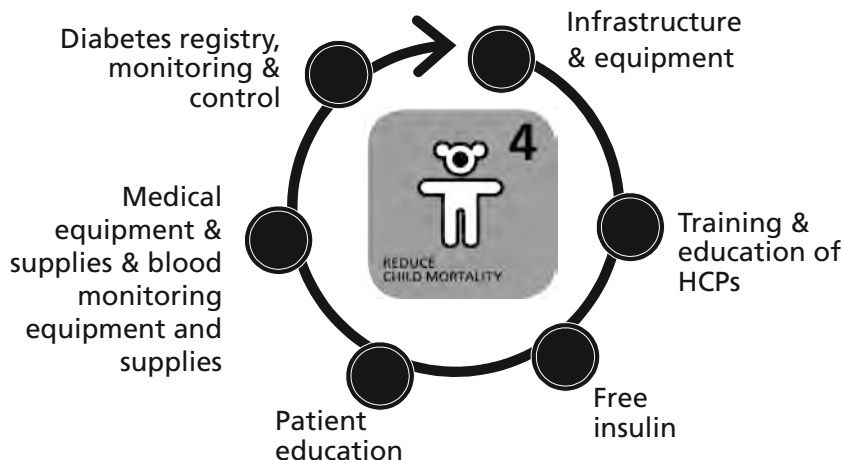 Infrastructure
& equipment
Training &
education of
HCPs
Free
insulin
Patient
education
Medical
equipment &
supplies & blood
monitoring
equipment and
supplies
Diabetes registry,
monitoring &
control
4
REDUCE
CHILD MORTALITY